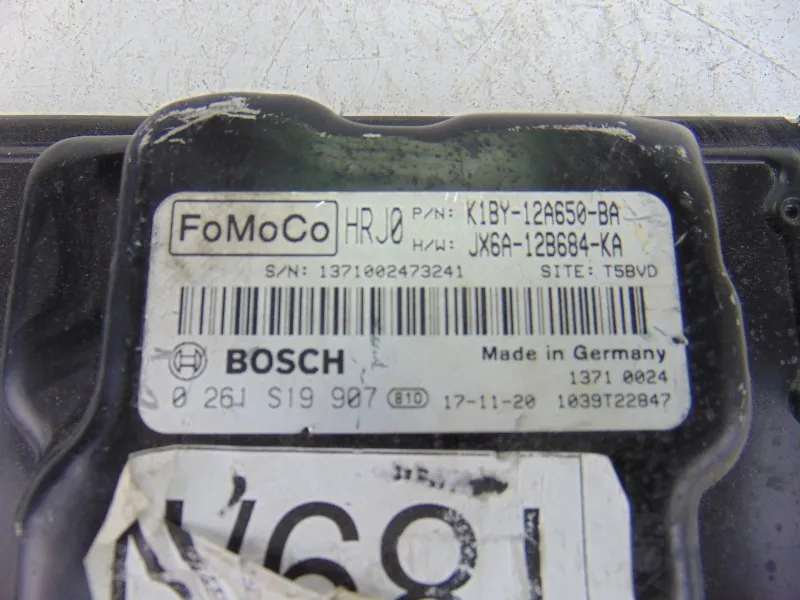 FoMoCo HRJ0 P/N: K1BY-12A650-BA
H/W: JX6A-12B684-KA
S/N: 1371002473241 SITE: T5BVD
BOSCH Made in Germany
1371 0024
0 261 S19 907 810 17-11-20 1039T22847